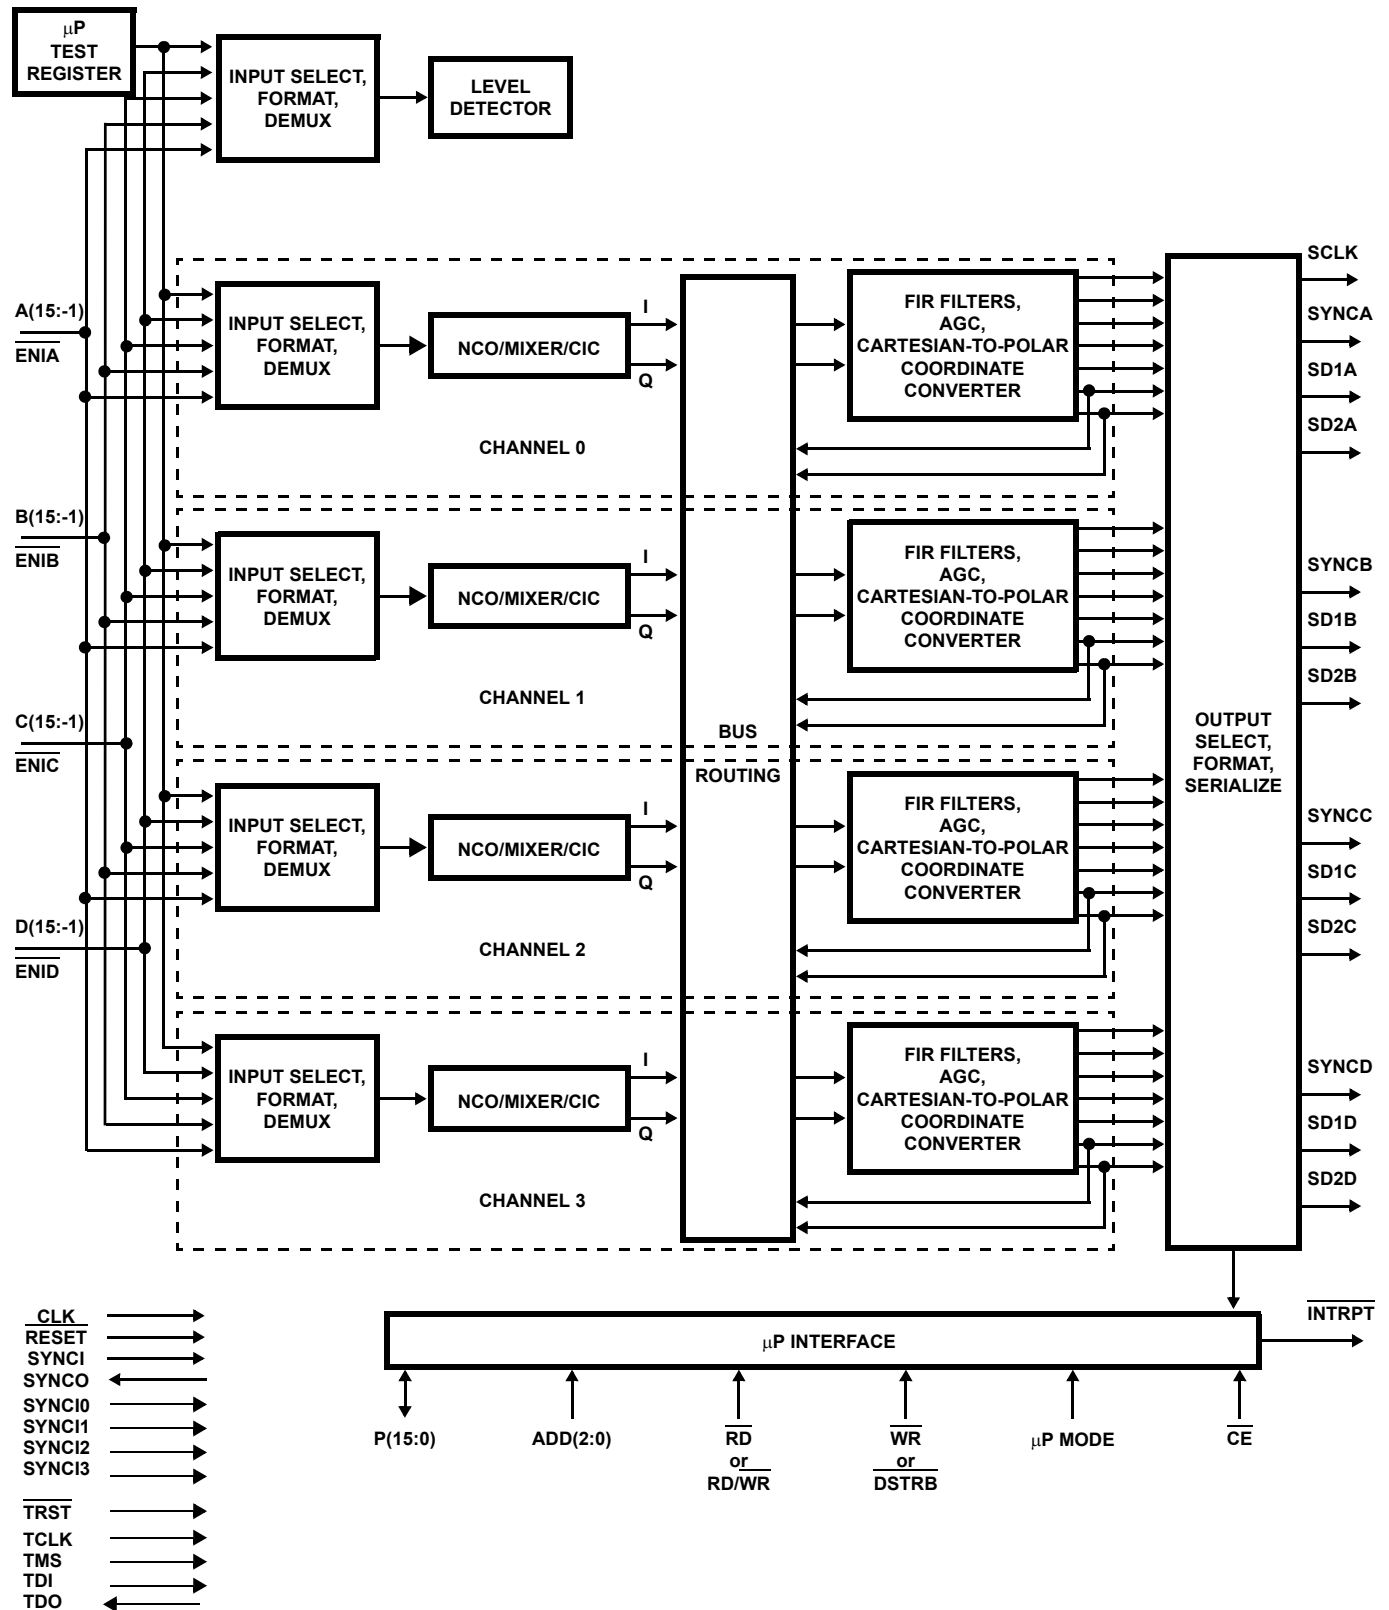 μP
TEST
REGISTER
INPUT SELECT,
FORMAT,
DEMUX
LEVEL
DETECTOR
A(15:-1)
ENIA
B(15:-1)
ENIB
C(15:-1)
ENIC
D(15:-1)
ENID
INPUT SELECT,
FORMAT,
DEMUX
NCO/MIXER/CIC
I
Q
CHANNEL 0
FIR FILTERS,
AGC,
CARTESIAN-TO-POLAR
COORDINATE
CONVERTER
INPUT SELECT,
FORMAT,
DEMUX
NCO/MIXER/CIC
I
Q
CHANNEL 1
FIR FILTERS,
AGC,
CARTESIAN-TO-POLAR
COORDINATE
CONVERTER
BUS
ROUTING
INPUT SELECT,
FORMAT,
DEMUX
NCO/MIXER/CIC
I
Q
CHANNEL 2
FIR FILTERS,
AGC,
CARTESIAN-TO-POLAR
COORDINATE
CONVERTER
INPUT SELECT,
FORMAT,
DEMUX
NCO/MIXER/CIC
I
Q
CHANNEL 3
FIR FILTERS,
AGC,
CARTESIAN-TO-POLAR
COORDINATE
CONVERTER
OUTPUT
SELECT,
FORMAT,
SERIALIZE
SCLK
SYNCA
SD1A
SD2A
SYNCB
SD1B
SD2B
SYNCC
SD1C
SD2C
SYNCD
SD1D
SD2D
CLK
RESET
SYNCI
SYNCO
SYNCI0
SYNCI1
SYNCI2
SYNCI3
TRST
TCLK
TMS
TDI
TDO
μP INTERFACE
INTRPT
P(15:0)
ADD(2:0)
RD
or
RD/WR
WR
or
DSTRB
μP MODE
CE